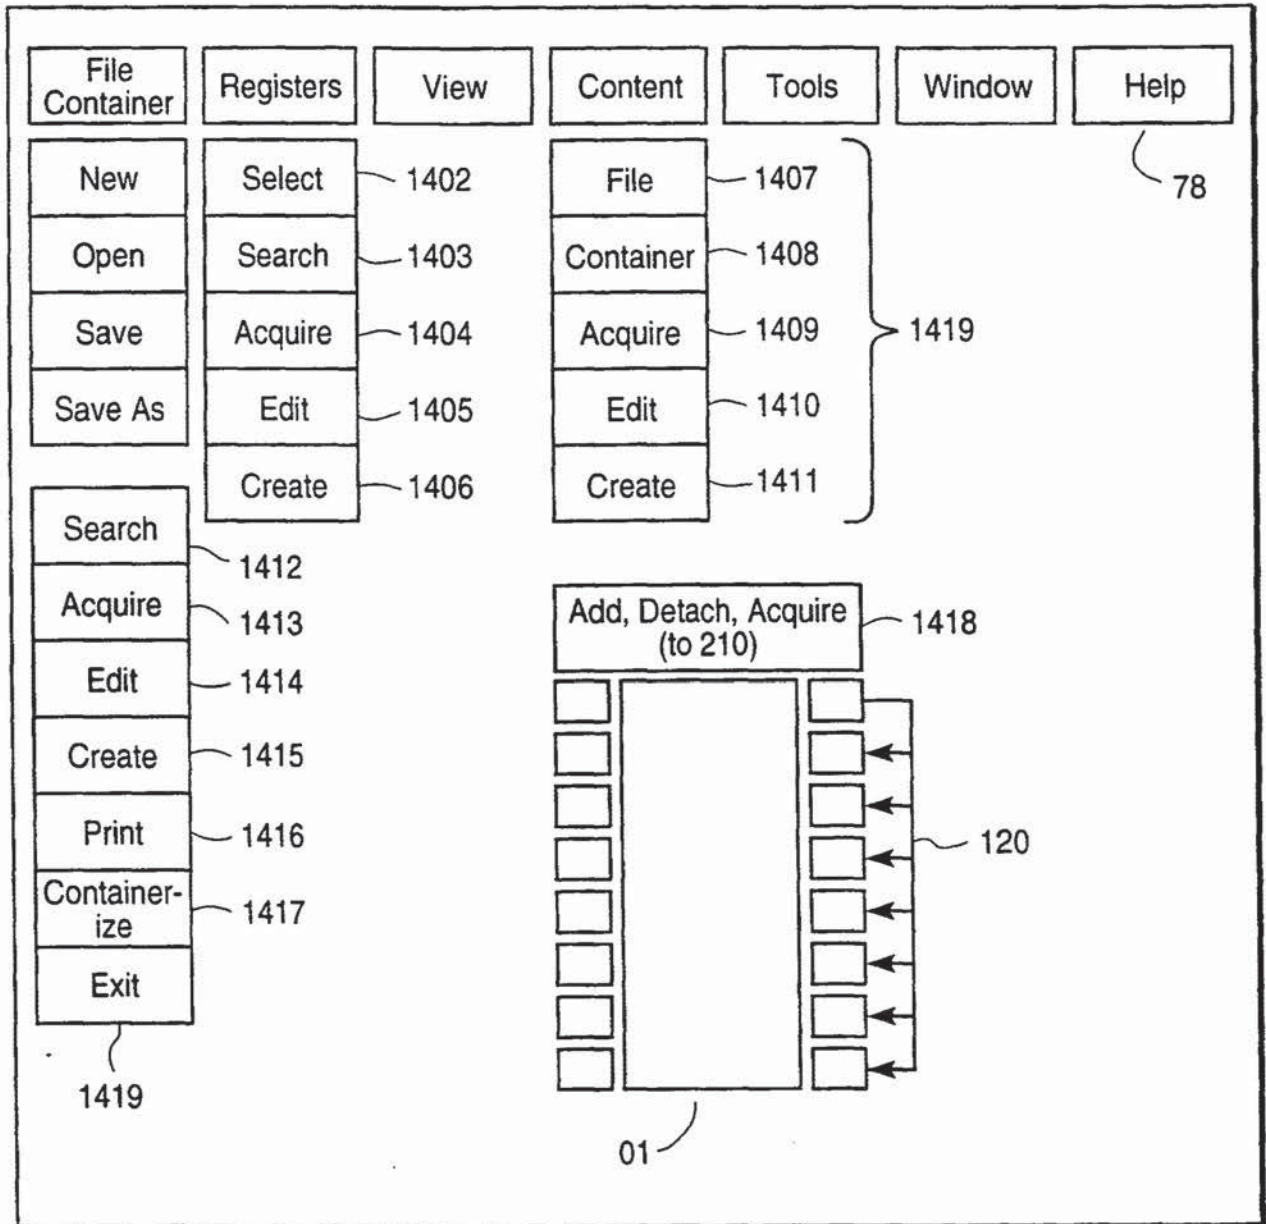 File
Container
Registers
View
Content
Tools
Window
Help
78
New
Open
Save
Save As
Select
1402
Search
1403
Acquire
1404
Edit
1405
Create
1406
File
1407
Container
1408
Acquire
1409
Edit
1410
Create
1411
1419
Search
1412
Acquire
1413
Edit
1414
Create
1415
Print
1416
Container-
ize
1417
Exit
1419
Add, Detach, Acquire
(to 210)
1418
120
01